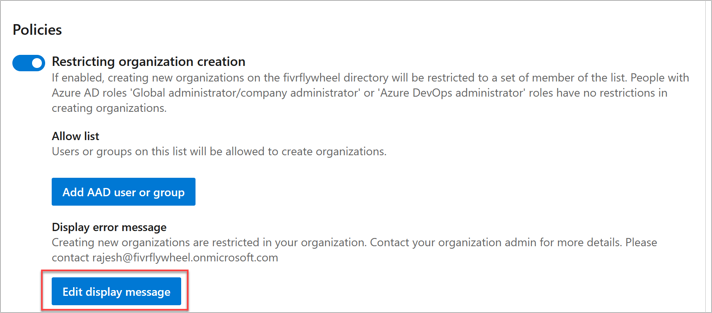 Policies
Restricting organization creation
If enabled, creating new organizations on the fivrflywheel directory will be restricted to a set of member of the list. People with
Azure AD roles 'Global administrator/company administrator' or 'Azure DevOps administrator' roles have no restrictions in
creating organizations.
Allow list
Users or groups on this list will be allowed to create organizations.
Add AAD user or group
Display error message
Creating new organizations are restricted in your organization. Contact your organization admin for more details. Please
contact rajesh@fivrflywheel.onmicrosoft.com
Edit display message